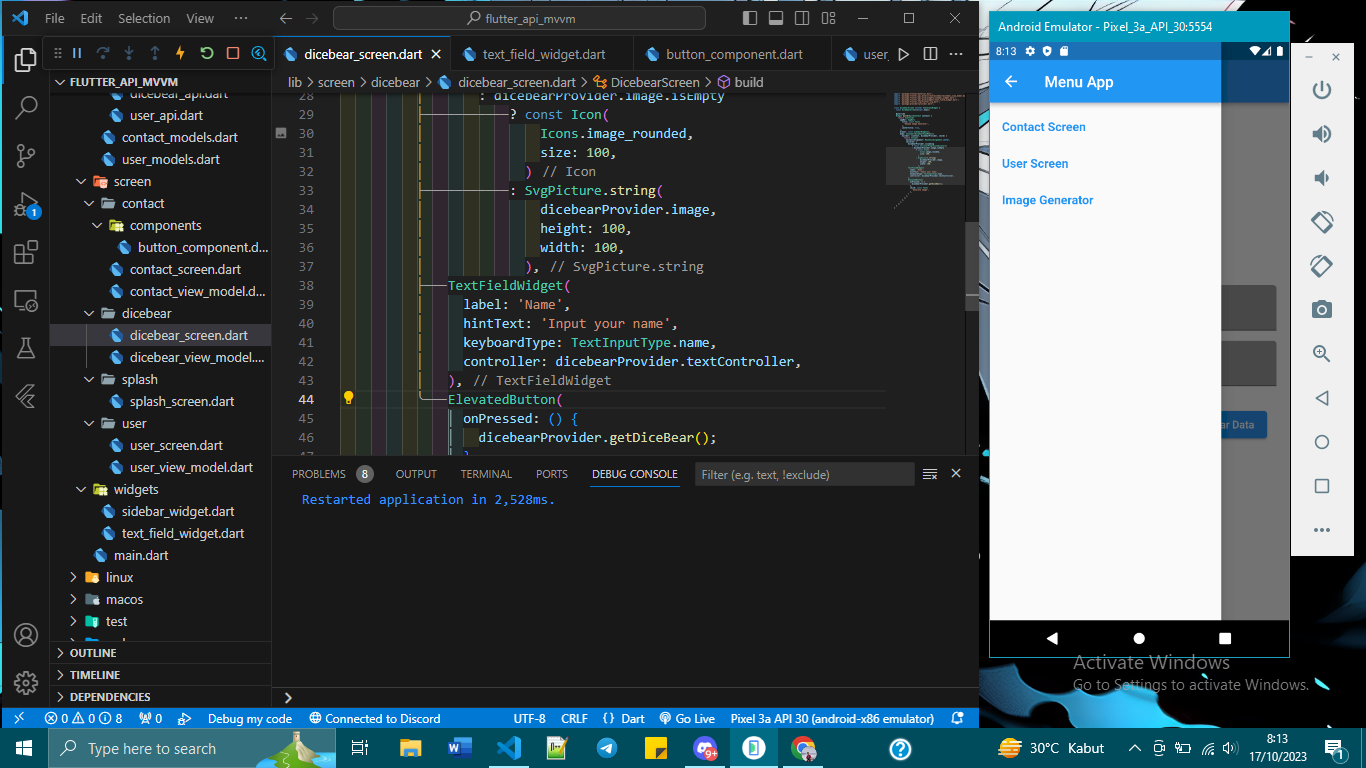 File Edit Selection View ··· flutter_api_mvvm
dicebear_screen.dart text_field_widget.dart button_component.dart user_
lib > screen > dicebear > dicebear_screen.dart > DicebearScreen > build
FLUTTER_API_MVVM
dicebear_api.dart
user_api.dart
contact_models.dart
user_models.dart
screen
contact
components
button_component.d...
contact_screen.dart
contact_view_model.d...
dicebear
dicebear_screen.dart
dicebear_view_model....
splash
splash_screen.dart
user
user_screen.dart
user_view_model.dart
widgets
sidebar_widget.dart
text_field_widget.dart
main.dart
linux
macos
test
OUTLINE
TIMELINE
DEPENDENCIES
1
28 : dicebearProvider.image.isEmpty
29 ? const Icon(
30 Icons.image_rounded,
31 size: 100,
32 ) // Icon
33 : SvgPicture.string(
34 dicebearProvider.image,
35 height: 100,
36 width: 100,
37 ), // SvgPicture.string
38 TextFieldWidget(
39 label: 'Name',
40 hintText: 'Input your name',
41 keyboardType: TextInputType.name,
42 controller: dicebearProvider.textController,
43 ), // TextFieldWidget
44 ElevatedButton(
45 onPressed: () {
46 dicebearProvider.getDiceBear();
47 }
PROBLEMS 8 OUTPUT TERMINAL PORTS DEBUG CONSOLE Filter (e.g. text, !exclude)
Restarted application in 2,528ms.
0 0 8 0 Debug my code Connected to Discord UTF-8 CRLF {} Dart Go Live Pixel 3a API 30 (android-x86 emulator)
Android Emulator - Pixel_3a_API_30:5554
8:13
Menu App
Contact Screen
User Screen
Image Generator
ar Data
Activate Windows
Go to Settings to activate Windows.
Type here to search
9+
30°C Kabut
8:13
17/10/2023
1